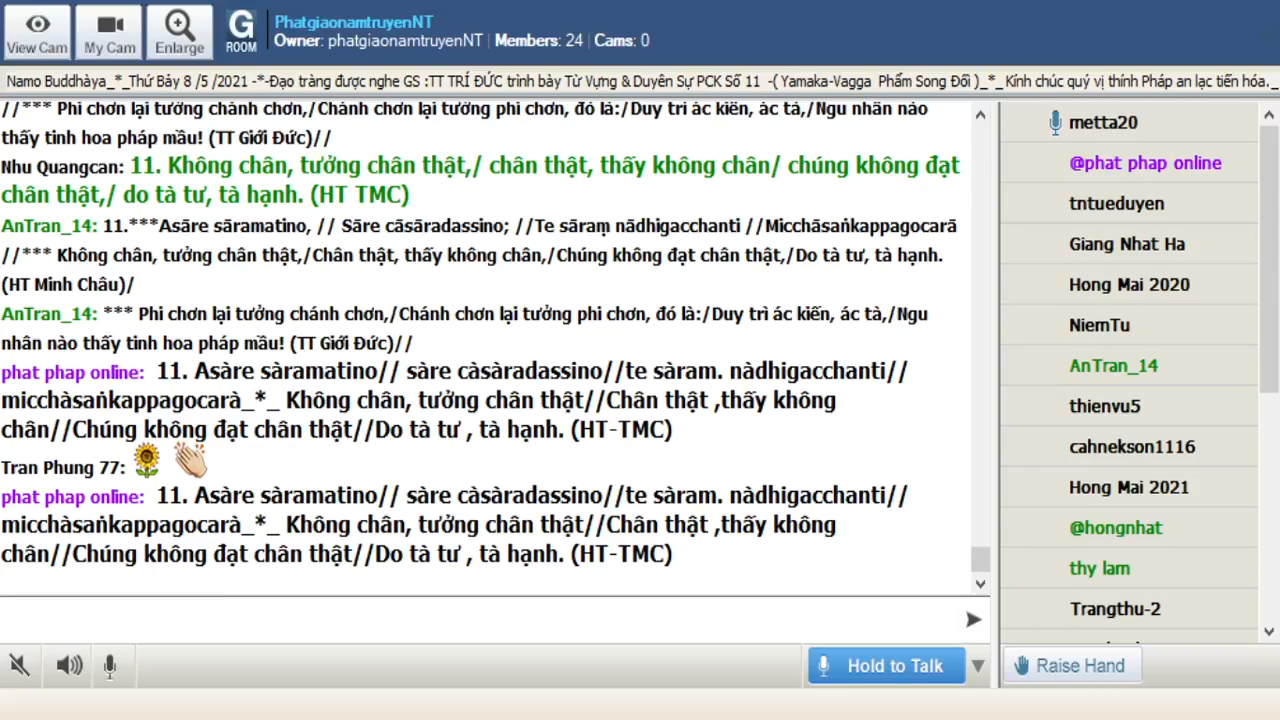 View Cam
My Cam
Enlarge
G
ROOM
PhatgiaonamtruyenNT
Owner: phatgiaonamtruyenNT | Members: 24 | Cams: 0
Namo Buddhàya_*_Thứ Bảy 8 /5 /2021 -*-Đạo tràng được nghe GS :TT TRÍ ĐỨC trình bày Từ Vựng & Duyên Sự PCK Số 11 -( Yamaka-Vagga Phẩm Song Đối )_*_Kính chúc quý vị thính Pháp an lạc tiến hóa._
//*** Phi chơn lại tưởng chánh chơn,/Chánh chơn lại tưởng phi chơn, đó là:/Duy trì ác kiến, ác tà,/Ngu nhân nào
thấy tinh hoa pháp mầu! (TT Giới Đức)//
Nhu Quangcan: 11. Không chân, tưởng chân thật,/ chân thật, thấy không chân/ chúng không đạt
chân thật,/ do tà tư, tà hạnh. (HT TMC)
AnTran_14: 11.***Asāre sāramatino, // Sāre cāsāradassino; //Te sāraṃ nādhigacchanti //Micchāsaṅkappagocarā
//*** Không chân, tưởng chân thật,/Chân thật, thấy không chân,/Chúng không đạt chân thật,/Do tà tư, tà hạnh.
(HT Minh Châu)/
AnTran_14: *** Phi chơn lại tưởng chánh chơn,/Chánh chơn lại tưởng phi chơn, đó là:/Duy trì ác kiến, ác tà,/Ngu
nhân nào thấy tinh hoa pháp mầu! (TT Giới Đức)//
phat phap online: 11. Asàre sàramatino// sàre càsàradassino//te sàram. nàdhigacchanti//
micchàsaṅkappagocarà_*_ Không chân, tưởng chân thật//Chân thật ,thấy không
chân//Chúng không đạt chân thật//Do tà tư , tà hạnh. (HT-TMC)
Tran Phung 77:
phat phap online: 11. Asàre sàramatino// sàre càsàradassino//te sàram. nàdhigacchanti//
micchàsaṅkappagocarà_*_ Không chân, tưởng chân thật//Chân thật ,thấy không
chân//Chúng không đạt chân thật//Do tà tư , tà hạnh. (HT-TMC)
metta20
@phat phap online
tntueduyen
Giang Nhat Ha
Hong Mai 2020
NiemTu
AnTran_14
thienvu5
cahnekson1116
Hong Mai 2021
@hongnhat
thy lam
Trangthu-2
Hold to Talk
Raise Hand